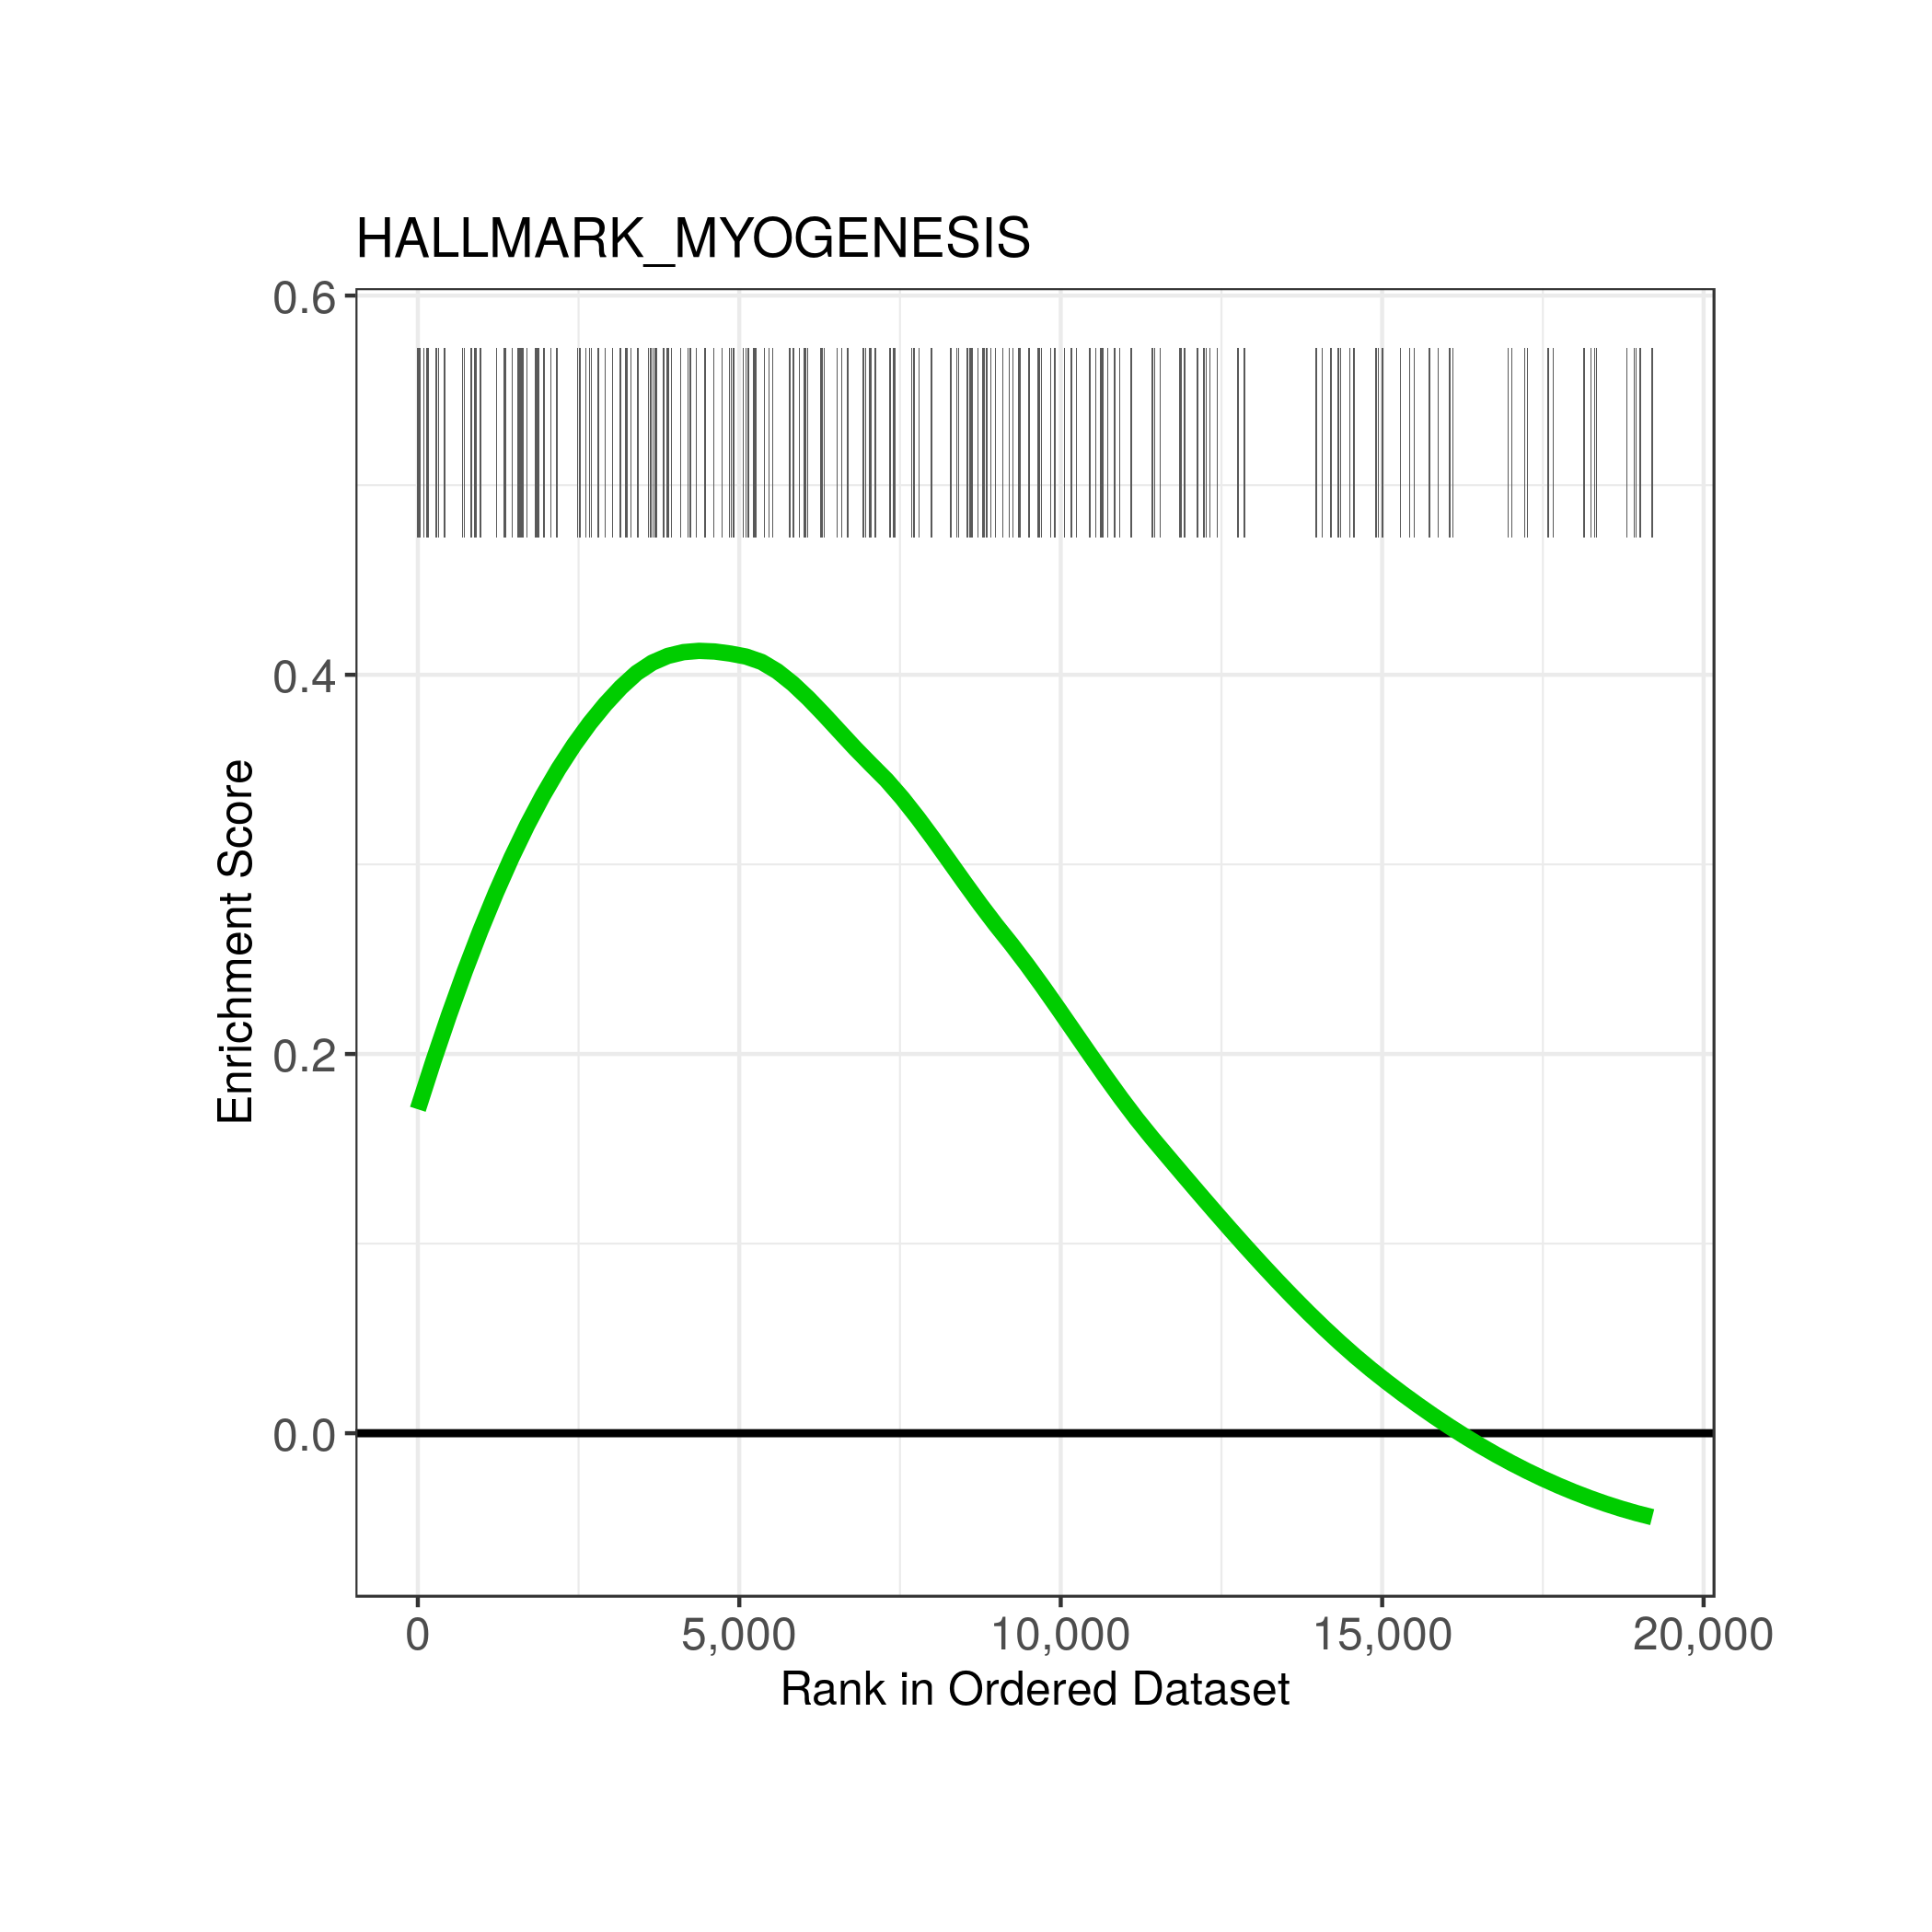 HALLMARK_MYOGENESIS
0.6
0.4
0.2
0.0
Enrichment Score
0 5,000 10,000 15,000 20,000
Rank in Ordered Dataset